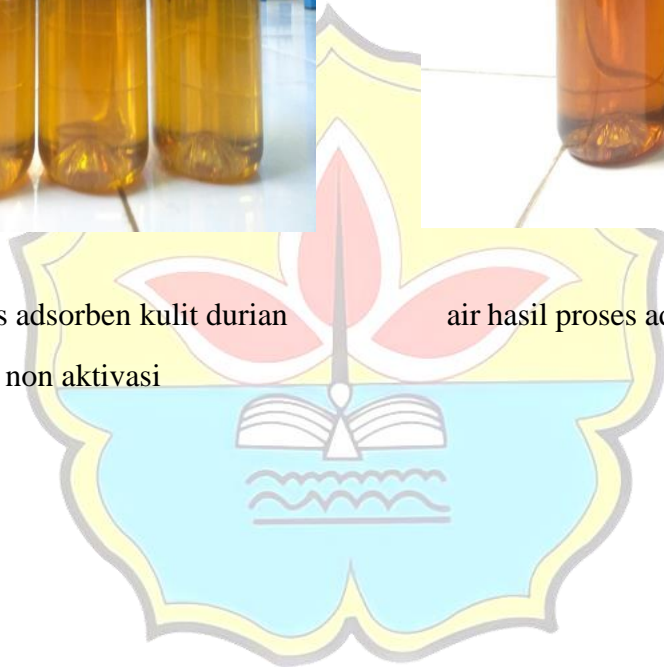 s adsorben kulit durian
air hasil proses ad
non aktivasi